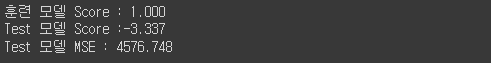 훈련 모델 Score : 1.000
Test 모델 Score :-3.337
Test 모델 MSE : 4576.748